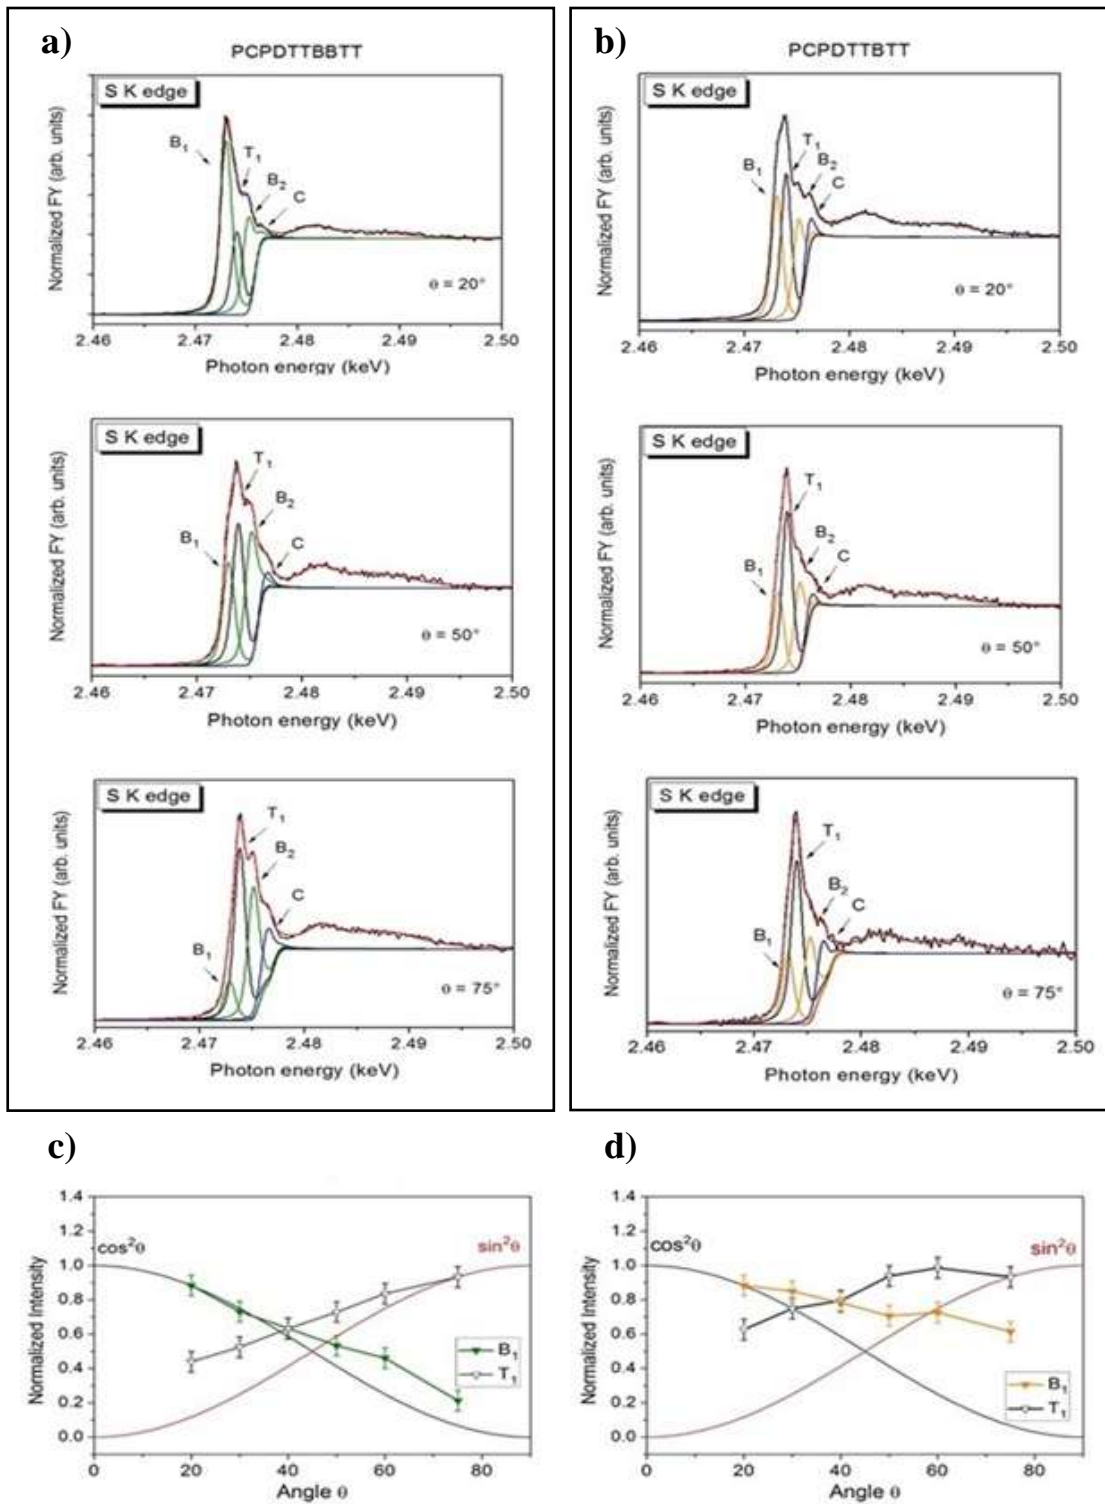 a)
PCPDTTBBTT
S K edge
Normalized FY (arb. units)
B₁
T₁
B₂
C
θ = 20°
2.46 2.47 2.48 2.49 2.50
Photon energy (keV)
S K edge
Normalized FY (arb. units)
T₁
B₂
B₁
C
θ = 50°
2.46 2.47 2.48 2.49 2.50
Photon energy (keV)
S K edge
Normalized FY (arb. units)
T₁
B₂
C
B₁
θ = 75°
2.46 2.47 2.48 2.49 2.50
Photon energy (keV)
b)
PCPDTTBTT
S K edge
Normalized FY (arb. units)
T₁
B₂
B₁
C
θ = 20°
2.46 2.47 2.48 2.49 2.50
Photon energy (keV)
S K edge
Normalized FY (arb. units)
T₁
B₂
C
B₁
θ = 50°
2.46 2.47 2.48 2.49 2.50
Photon energy (keV)
S K edge
Normalized FY (arb. units)
T₁
B₂
C
B₁
θ = 75°
2.46 2.47 2.48 2.49 2.50
Photon energy (keV)
c)
1.4
1.2
1.0
0.8
0.6
0.4
0.2
0.0
Normalized Intensity
cos²θ
sin²θ
B₁
T₁
0 20 40 60 80
Angle θ
d)
1.4
1.2
1.0
0.8
0.6
0.4
0.2
0.0
Normalized Intensity
cos²θ
sin²θ
B₁
T₁
0 20 40 60 80
Angle θ